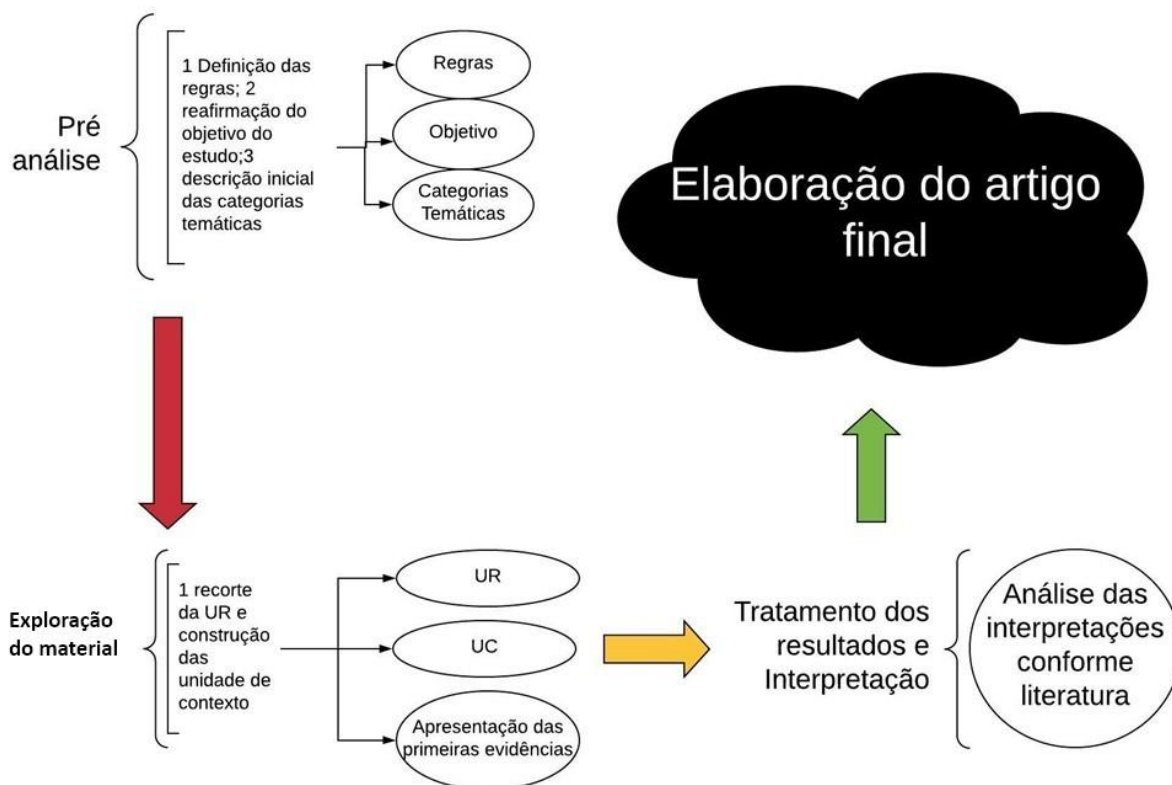 Pré
análise
1 Definição das
regras; 2
reafirmação do
objetivo do
estudo;3
descrição inicial
das categorias
temáticas
Regras
Objetivo
Categorias
Temáticas
Elaboração do artigo
final
Exploração
do material
1 recorte
da UR e
construção
das
unidade de
contexto
UR
UC
Apresentação das
primeiras evidências
Tratamento dos
resultados e
Interpretação
Análise das
interpretações
conforme
literatura